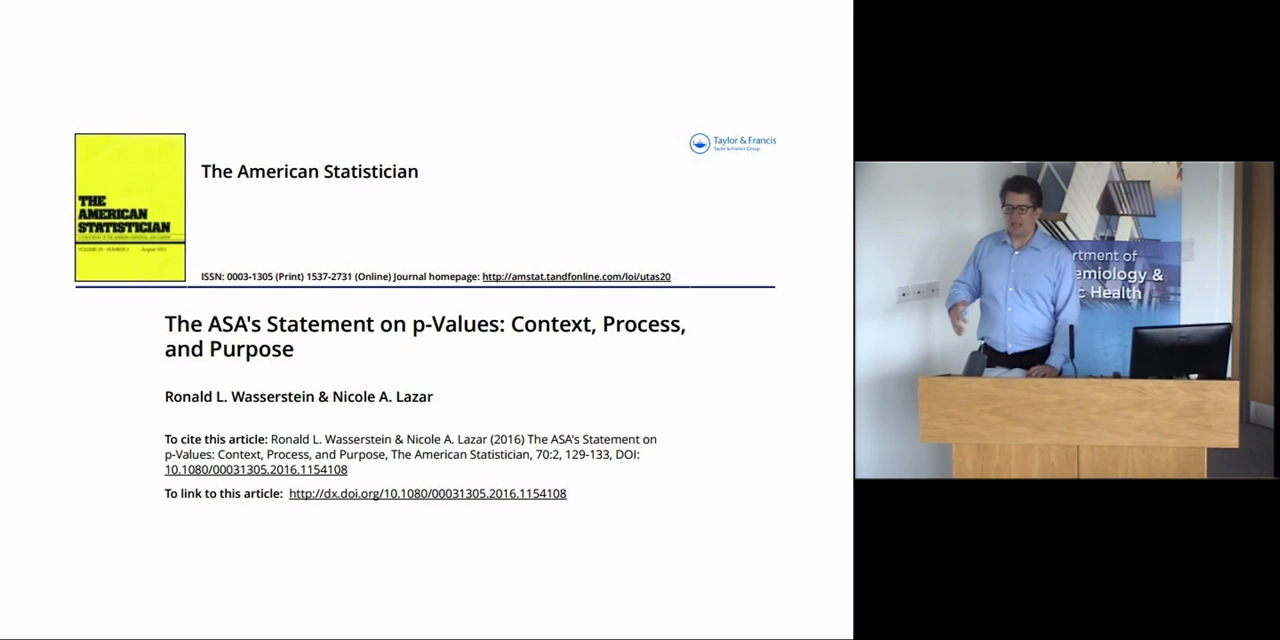 Taylor & Francis
Taylor & Francis Group
The American Statistician
THE
AMERICAN
STATISTICIAN
ISSN: 0003-1305 (Print) 1537-2731 (Online) Journal homepage: http://amstat.tandfonline.com/loi/utas20
The ASA's Statement on p-Values: Context, Process,
and Purpose
Ronald L. Wasserstein & Nicole A. Lazar
To cite this article: Ronald L. Wasserstein & Nicole A. Lazar (2016) The ASA's Statement on
p-Values: Context, Process, and Purpose, The American Statistician, 70:2, 129-133, DOI:
10.1080/00031305.2016.1154108
To link to this article: http://dx.doi.org/10.1080/00031305.2016.1154108
rtment of
emiology &
c Health